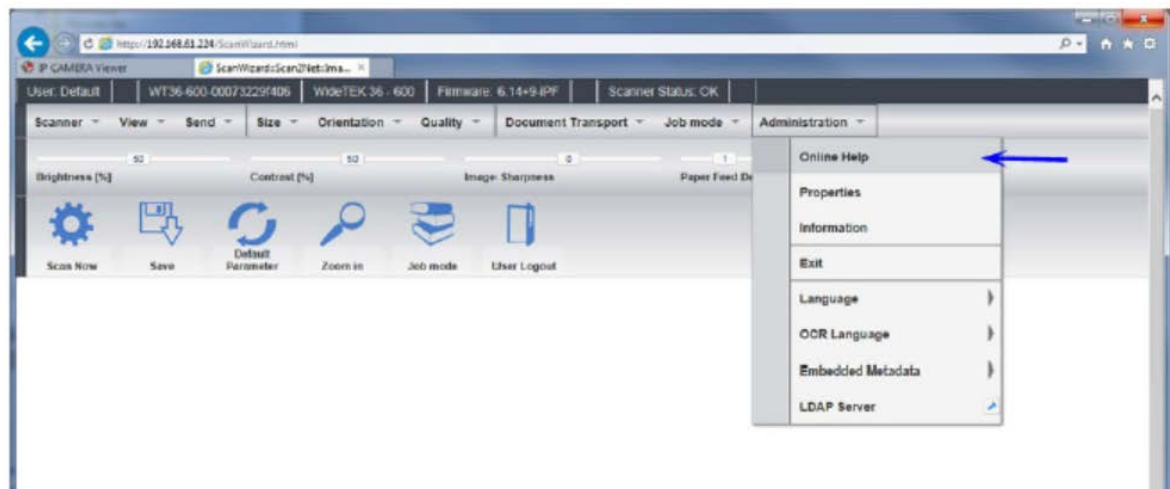 http://192.168.61.224/ScanWizard.html
IP CAMERA Viewer ScanWizard:Scan2Net:Ima...
User: Default WT36-600-00073229f406 WideTEK 36 - 600 Firmware: 6.14+9-IPF Scanner Status: OK
Scanner View Send Size Orientation Quality Document Transport Job mode Administration
50 50 0 1
Brightness [%] Contrast [%] Image Sharpness Paper Feed De
Scan Now Save Default Parameter Zoom in Job mode User Logout
Online Help
Properties
Information
Exit
Language
OCR Language
Embedded Metadata
LDAP Server